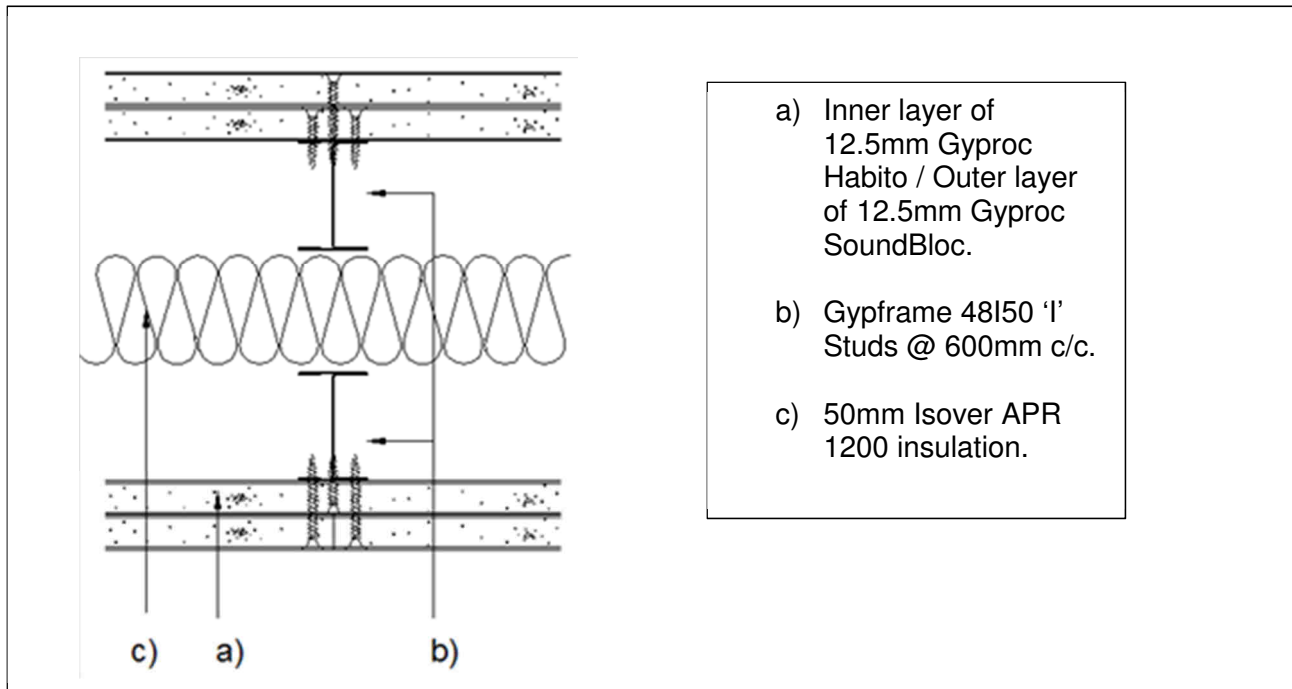 a) Inner layer of
12.5mm Gyproc
Habito / Outer layer
of 12.5mm Gyproc
SoundBloc.
b) Gypframe 48I50 ‘I’
Studs @ 600mm c/c.
c) 50mm Isover APR
1200 insulation.
c) a) b)